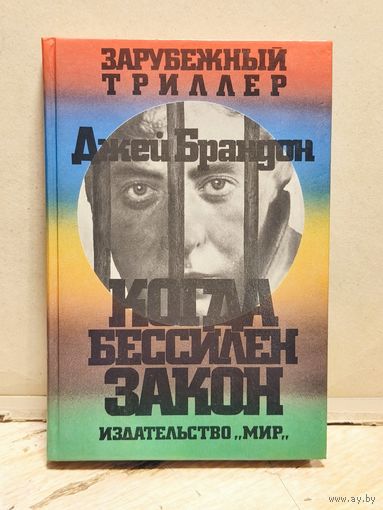 ЗАРУБЕЖНЫЙ
ТРИЛЛЕР
Джей Брандон
КОГДА
БЕССИЛЕН
ЗАКОН
ИЗДАТЕЛЬСТВО „МИР„
www.ay.by